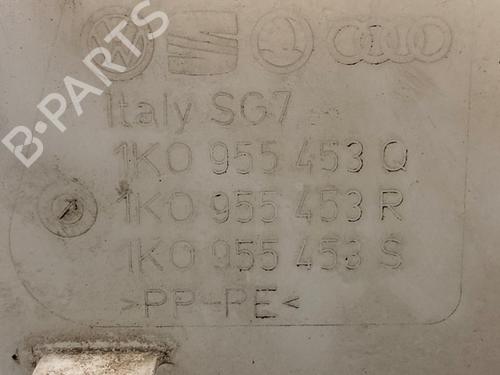 B-PARTS
Italy SG7
1K0 955 453 Q
1K0 955 453 R
1K0 955 453 S
>PP-PE<